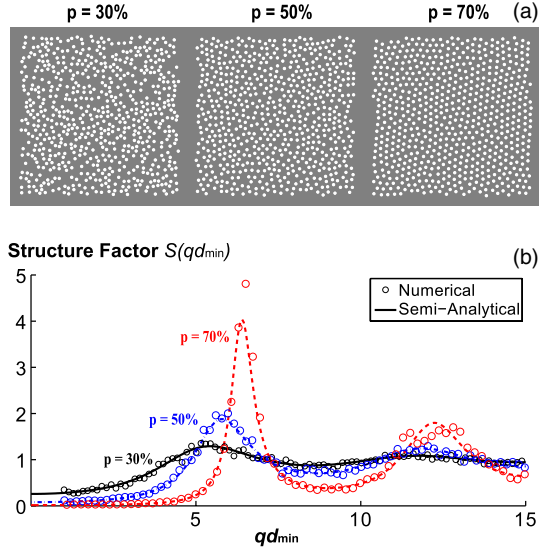 p = 30% p = 50% p = 70% (a)
Structure Factor S(qdmin) (b)
5
4
3
2
1
0
Numerical
Semi-Analytical
p = 70%
p = 50%
p = 30%
5 10 15
qdmin